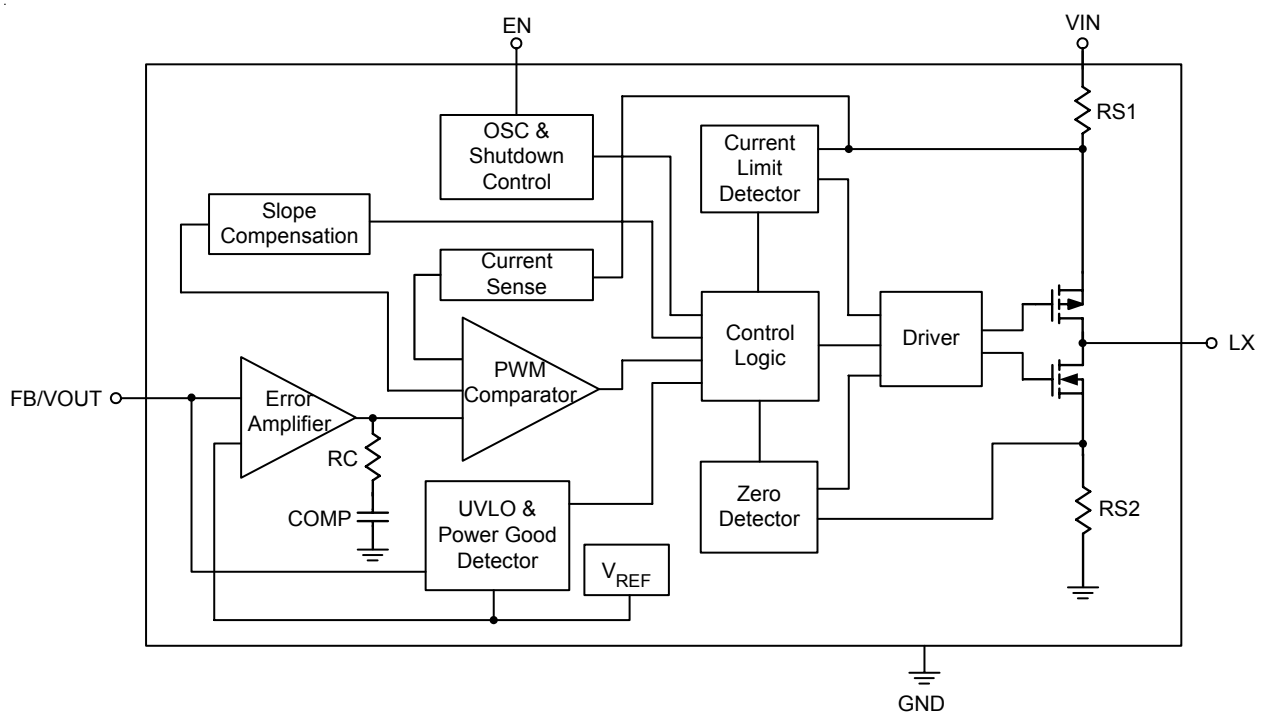 EN
VIN
RS1
OSC &
Shutdown
Control
Current
Limit
Detector
Slope
Compensation
Current
Sense
Control
Logic
Driver
LX
PWM
Comparator
FB/VOUT
Error
Amplifier
RC
COMP
UVLO &
Power Good
Detector
Zero
Detector
RS2
VREF
GND